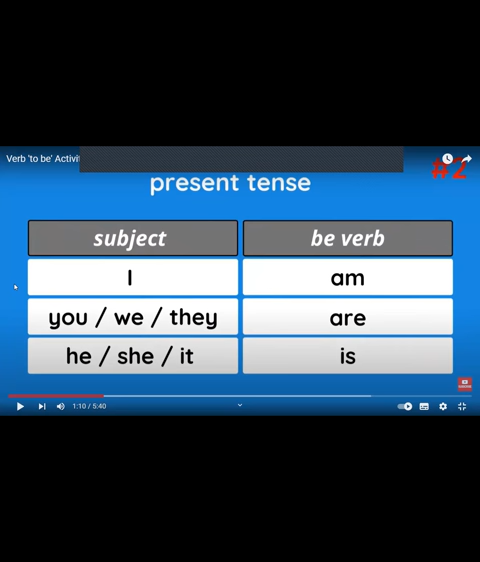 Verb 'to be' Activit
#2
present tense
subject be verb
I am
you / we / they are
he / she / it is
1:10 / 5:40